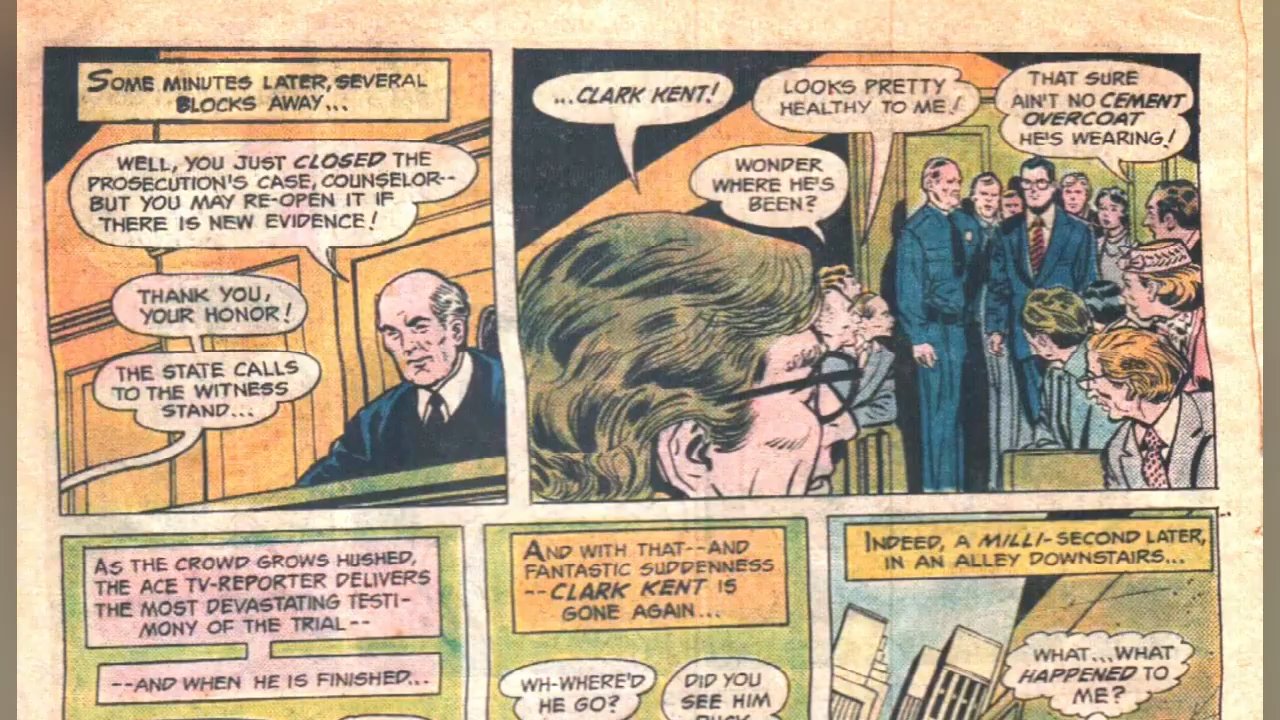 SOME MINUTES LATER, SEVERAL
BLOCKS AWAY...
WELL, YOU JUST CLOSED THE
PROSECUTION'S CASE, COUNSELOR--
BUT YOU MAY RE-OPEN IT IF
THERE IS NEW EVIDENCE!
THANK YOU,
YOUR HONOR!
THE STATE CALLS
TO THE WITNESS
STAND...
...CLARK KENT!
WONDER
WHERE HE'S
BEEN?
LOOKS PRETTY
HEALTHY TO ME!
THAT SURE
AIN'T NO CEMENT
OVERCOAT
HE'S WEARING!
AS THE CROWD GROWS HUSHED,
THE ACE TV-REPORTER DELIVERS
THE MOST DEVASTATING TESTI-
MONY OF THE TRIAL--
--AND WHEN HE IS FINISHED...
AND WITH THAT--AND
FANTASTIC SUDDENNESS
--CLARK KENT IS
GONE AGAIN...
WH-WHERE'D
HE GO?
DID YOU
SEE HIM
INDEED, A MILLI-SECOND LATER,
IN AN ALLEY DOWNSTAIRS...
WHAT...WHAT
HAPPENED TO
ME?